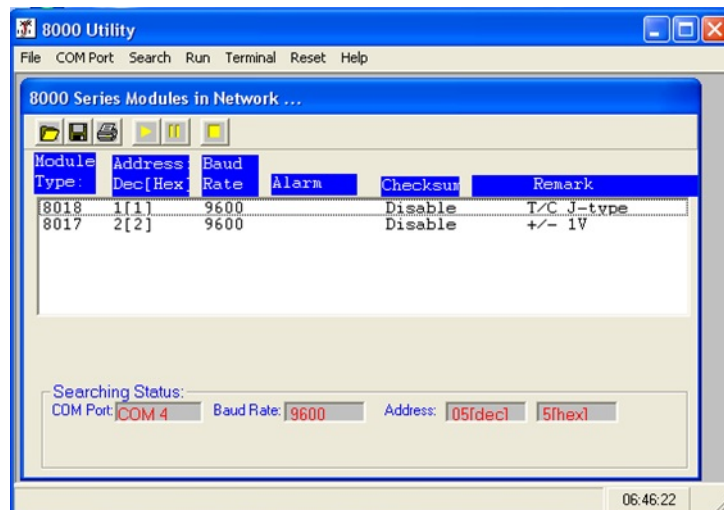 8000 Utility
File COM Port Search Run Terminal Reset Help
8000 Series Modules in Network ...
Module Type: Address: Dec[Hex] Baud Rate Alarm Checksum Remark
8018 1[1] 9600 Disable T/C J-type
8017 2[2] 9600 Disable +/- 1V
Searching Status:
COM Port: COM 4 Baud Rate: 9600 Address: 05[dec] 5[hex]
06:46:22